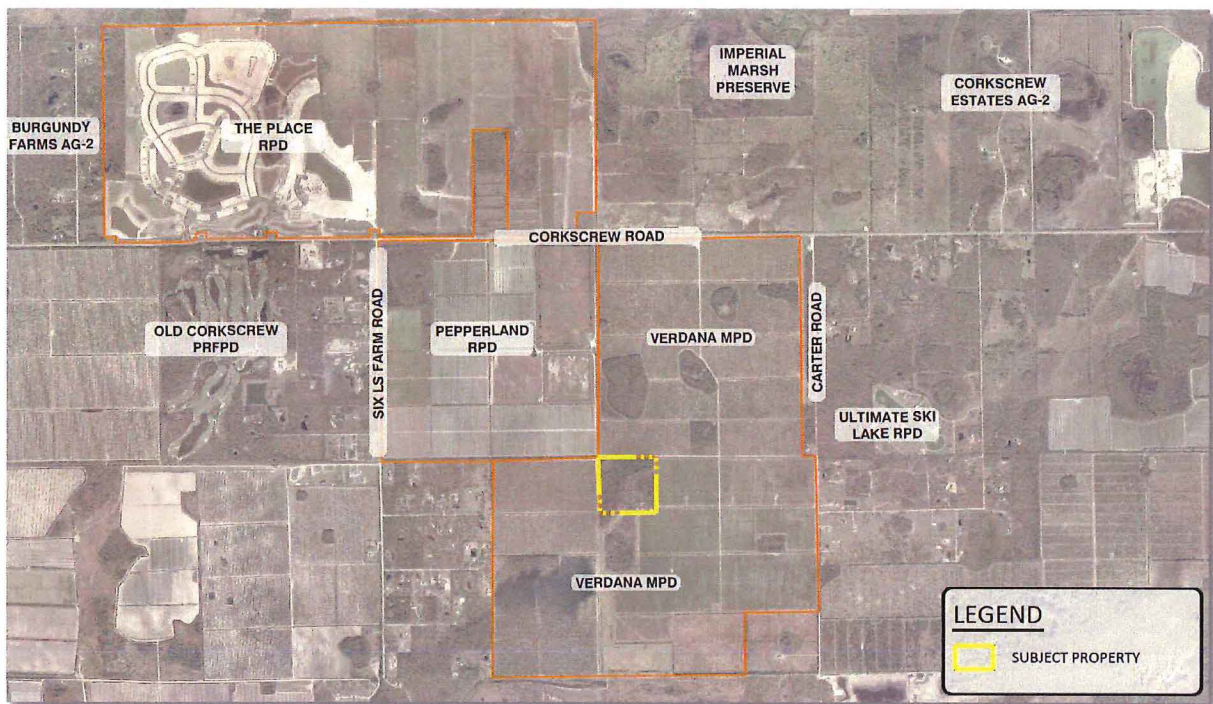 IMPERIAL
MARSH
PRESERVE
CORKSCREW
ESTATES AG-2
BURGUNDY
FARMS AG-2
THE PLACE
RPD
CORKSCREW ROAD
SIX LS FARM ROAD
OLD CORKSCREW
PRFPD
PEPPERLAND
RPD
VERDANA MPD
CARTER ROAD
ULTIMATE SKI
LAKE RPD
VERDANA MPD
LEGEND
SUBJECT PROPERTY